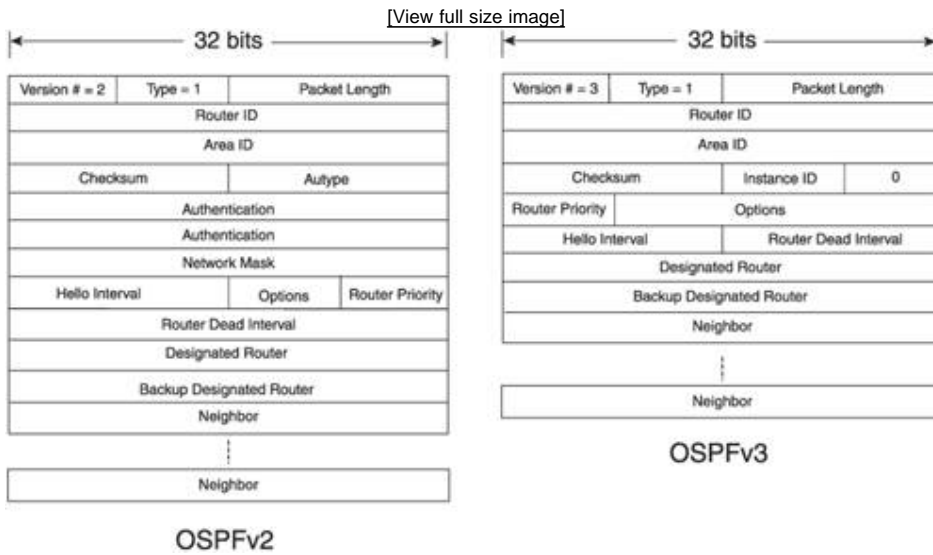 [View full size image]
32 bits
Version # = 2 Type = 1 Packet Length
Router ID
Area ID
Checksum Autype
Authentication
Authentication
Network Mask
Hello Interval Options Router Priority
Router Dead Interval
Designated Router
Backup Designated Router
Neighbor
Neighbor
OSPFv2
32 bits
Version # = 3 Type = 1 Packet Length
Router ID
Area ID
Checksum Instance ID 0
Router Priority Options
Hello Interval Router Dead Interval
Designated Router
Backup Designated Router
Neighbor
Neighbor
OSPFv3